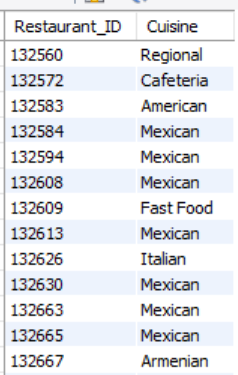 Restaurant_ID Cuisine
132560 Regional
132572 Cafeteria
132583 American
132584 Mexican
132594 Mexican
132608 Mexican
132609 Fast Food
132613 Mexican
132626 Italian
132630 Mexican
132663 Mexican
132665 Mexican
132667 Armenian